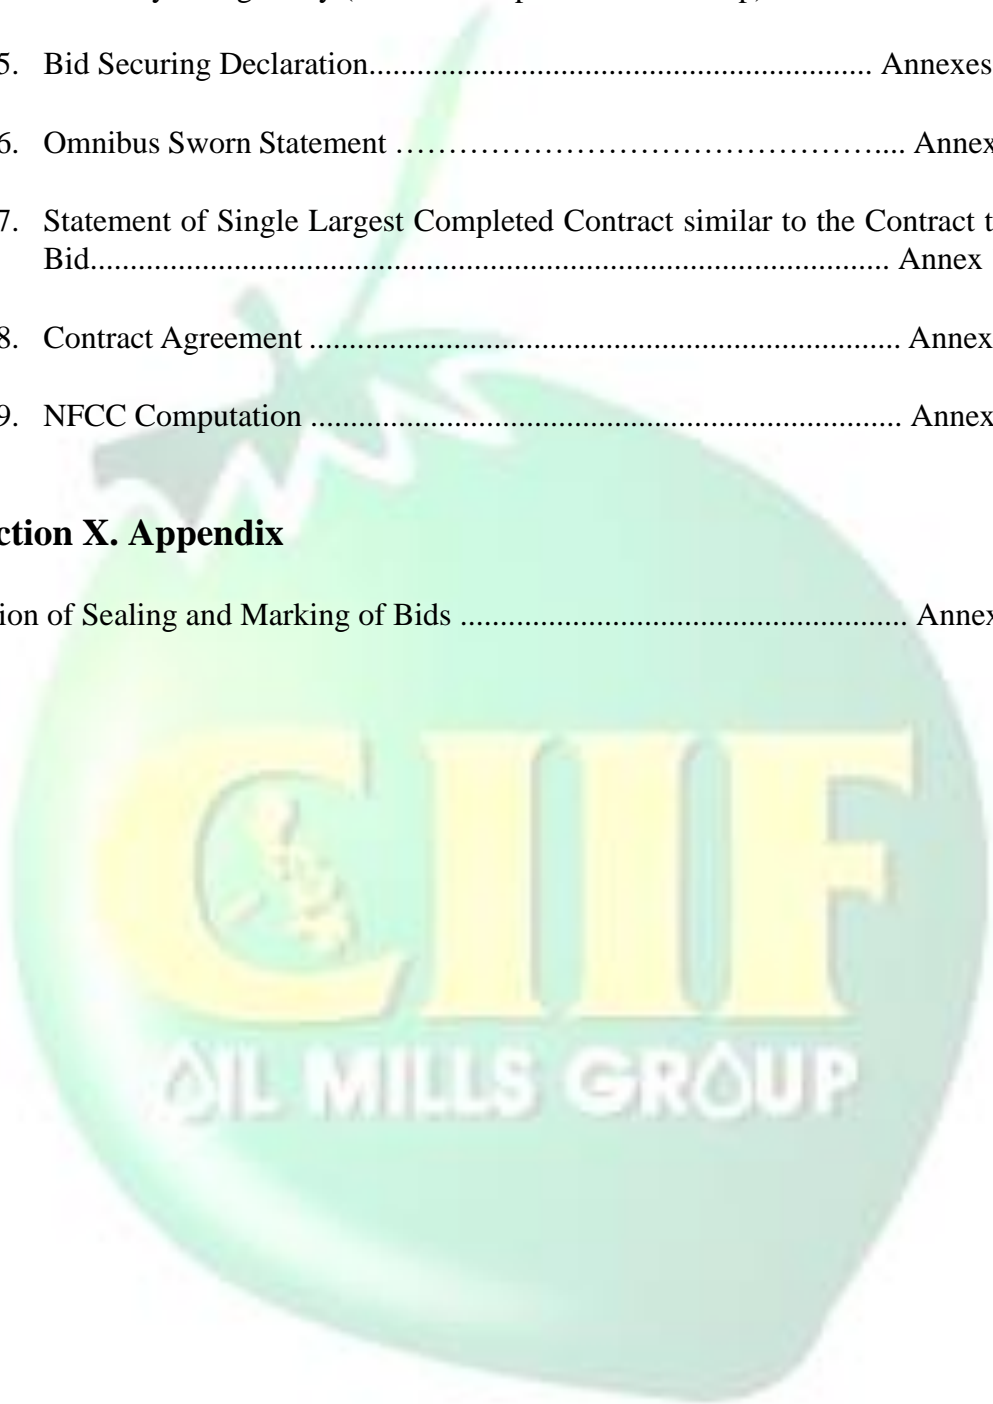 5. Bid Securing Declaration............................................................... Annexes
6. Omnibus Sworn Statement ……………………………………………... Annex
7. Statement of Single Largest Completed Contract similar to the Contract t
Bid.................................................................................................... Annex
8. Contract Agreement .......................................................................... Annex
9. NFCC Computation .......................................................................... Annex
ction X. Appendix
ion of Sealing and Marking of Bids ........................................................ Annex
CIIF
OIL MILLS GROUP